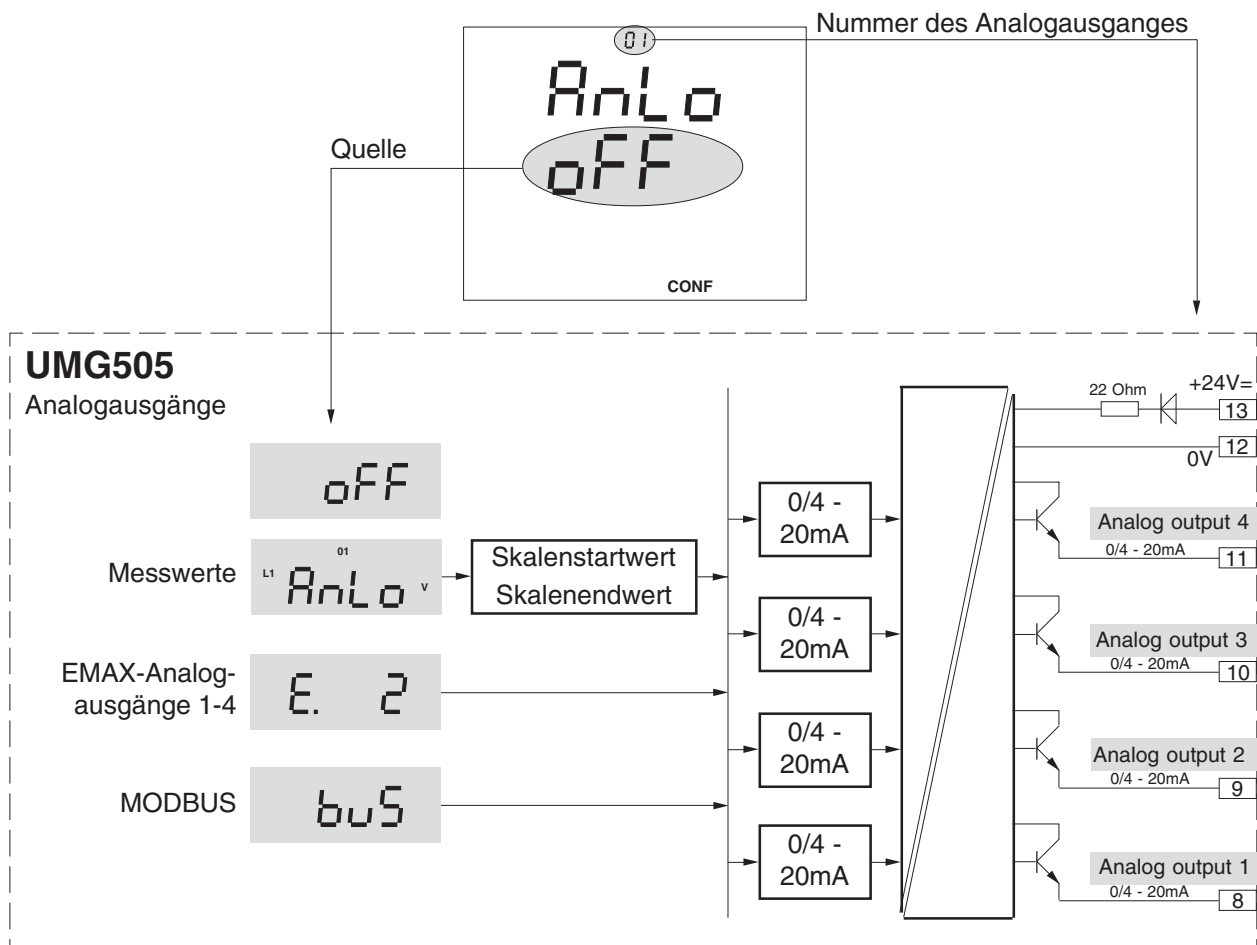 Nummer des Analogausganges
01
AnLo
Quelle
oFF
CONF
UMG505
Analogausgänge
oFF
Messwerte
01
L1
AnLo
V
Skalenstartwert
Skalenendwert
EMAX-Analog-
ausgänge 1-4
E. 2
MODBUS
buS
0/4 -
20mA
0/4 -
20mA
0/4 -
20mA
0/4 -
20mA
22 Ohm
+24V=
13
12
0V
Analog output 4
0/4 - 20mA
11
Analog output 3
0/4 - 20mA
10
Analog output 2
0/4 - 20mA
9
Analog output 1
0/4 - 20mA
8